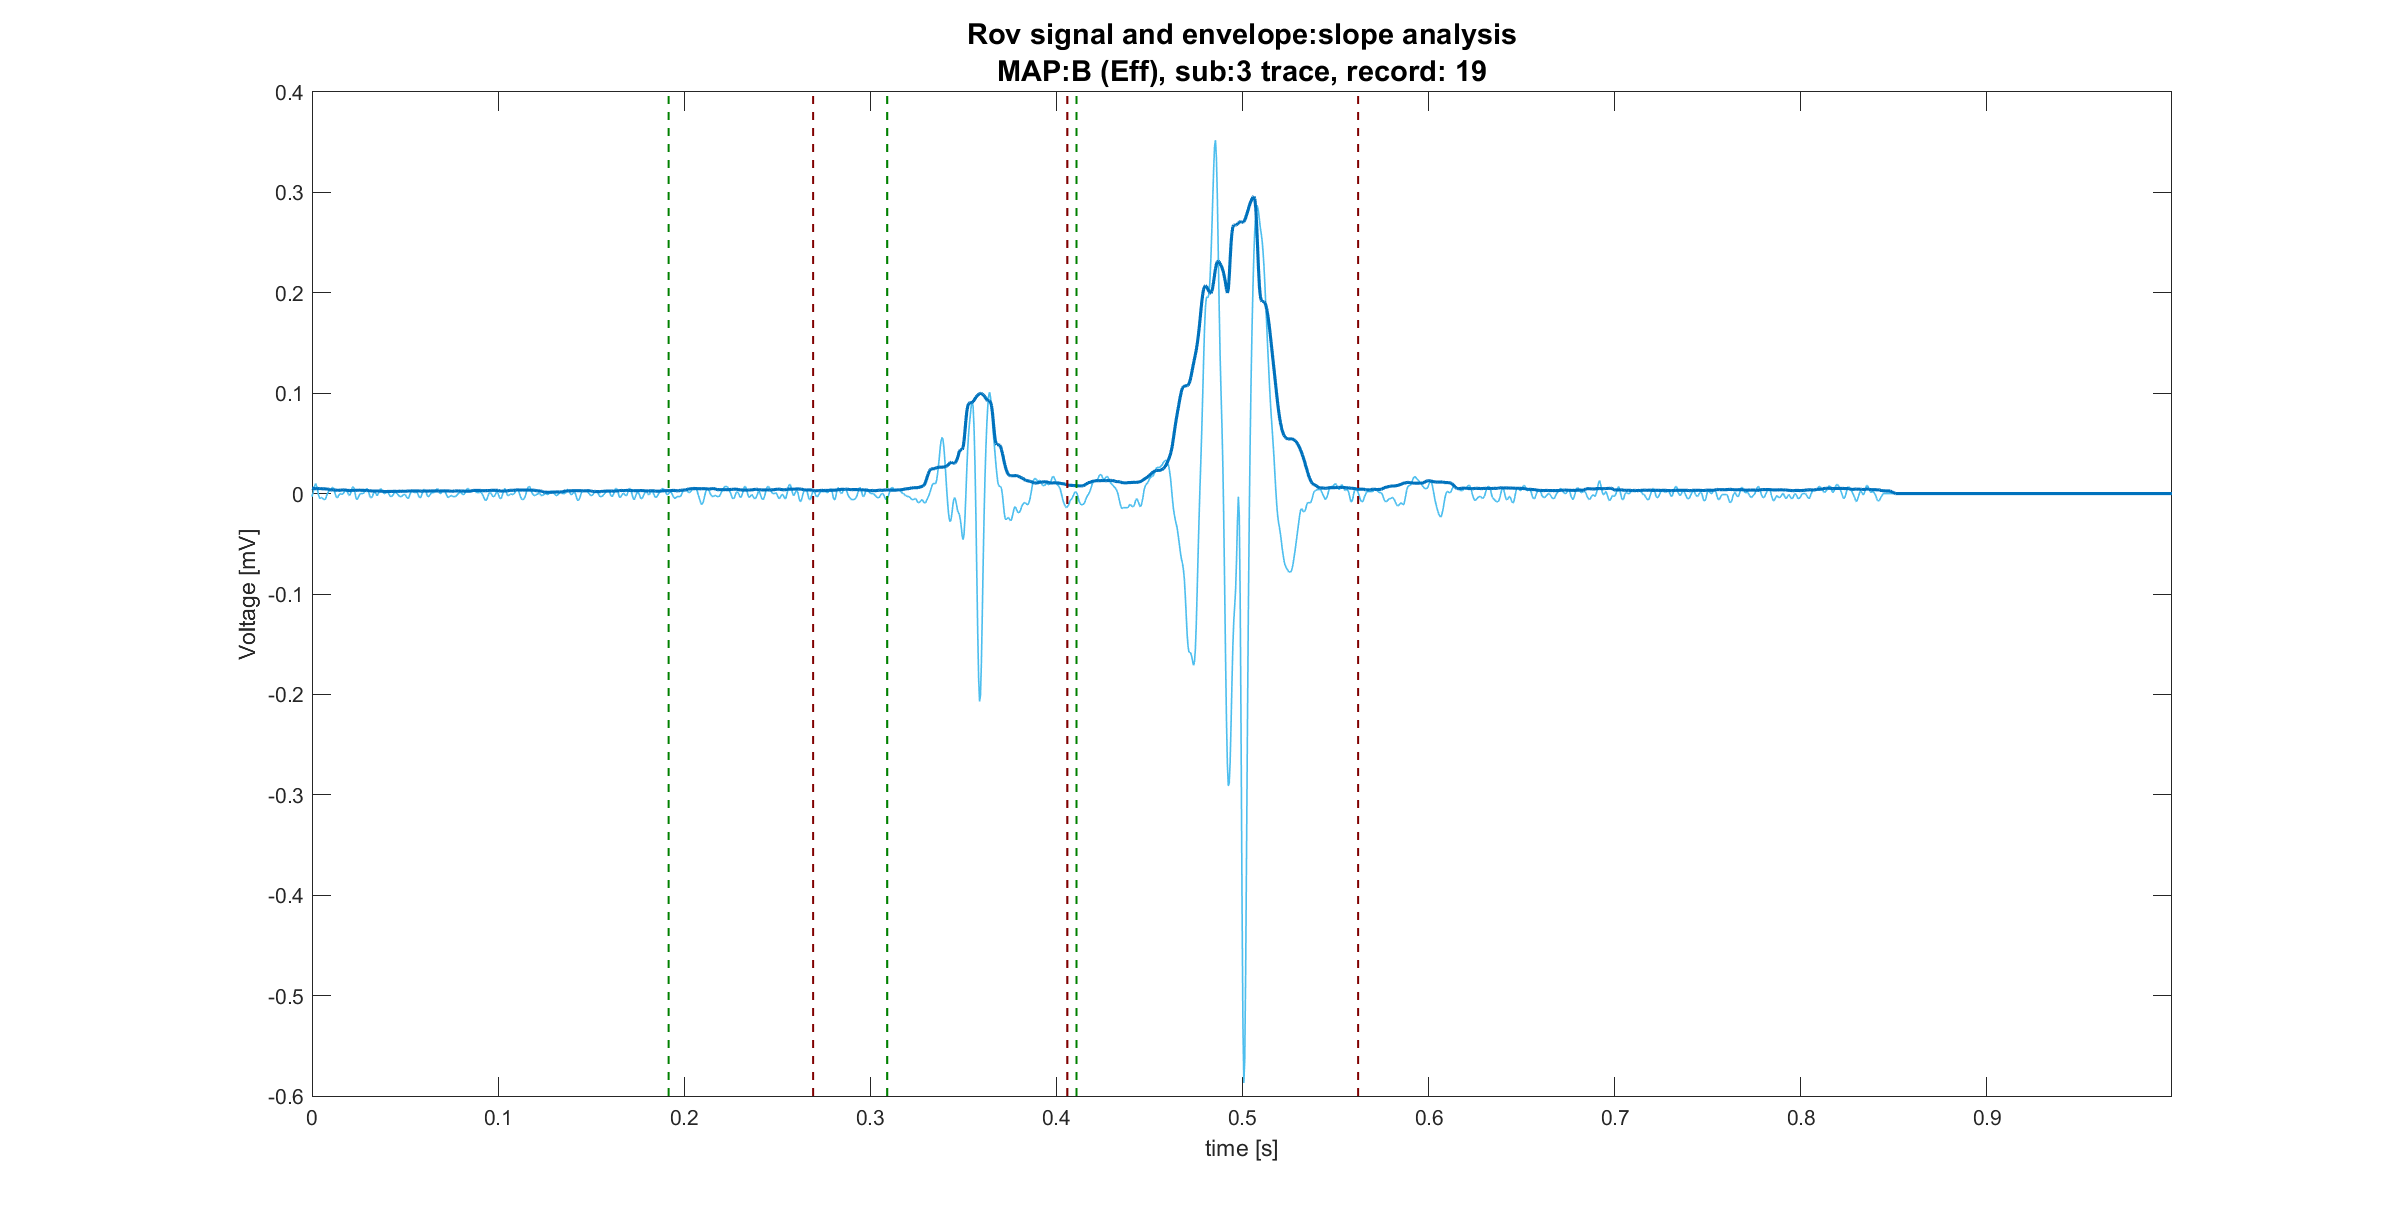 Rov signal and envelope:slope analysis
MAP:B (Eff), sub:3 trace, record: 19
0.4
0.3
0.2
0.1
0
-0.1
-0.2
-0.3
-0.4
-0.5
-0.6
Voltage [mV]
0 0.1 0.2 0.3 0.4 0.5 0.6 0.7 0.8 0.9
time [s]